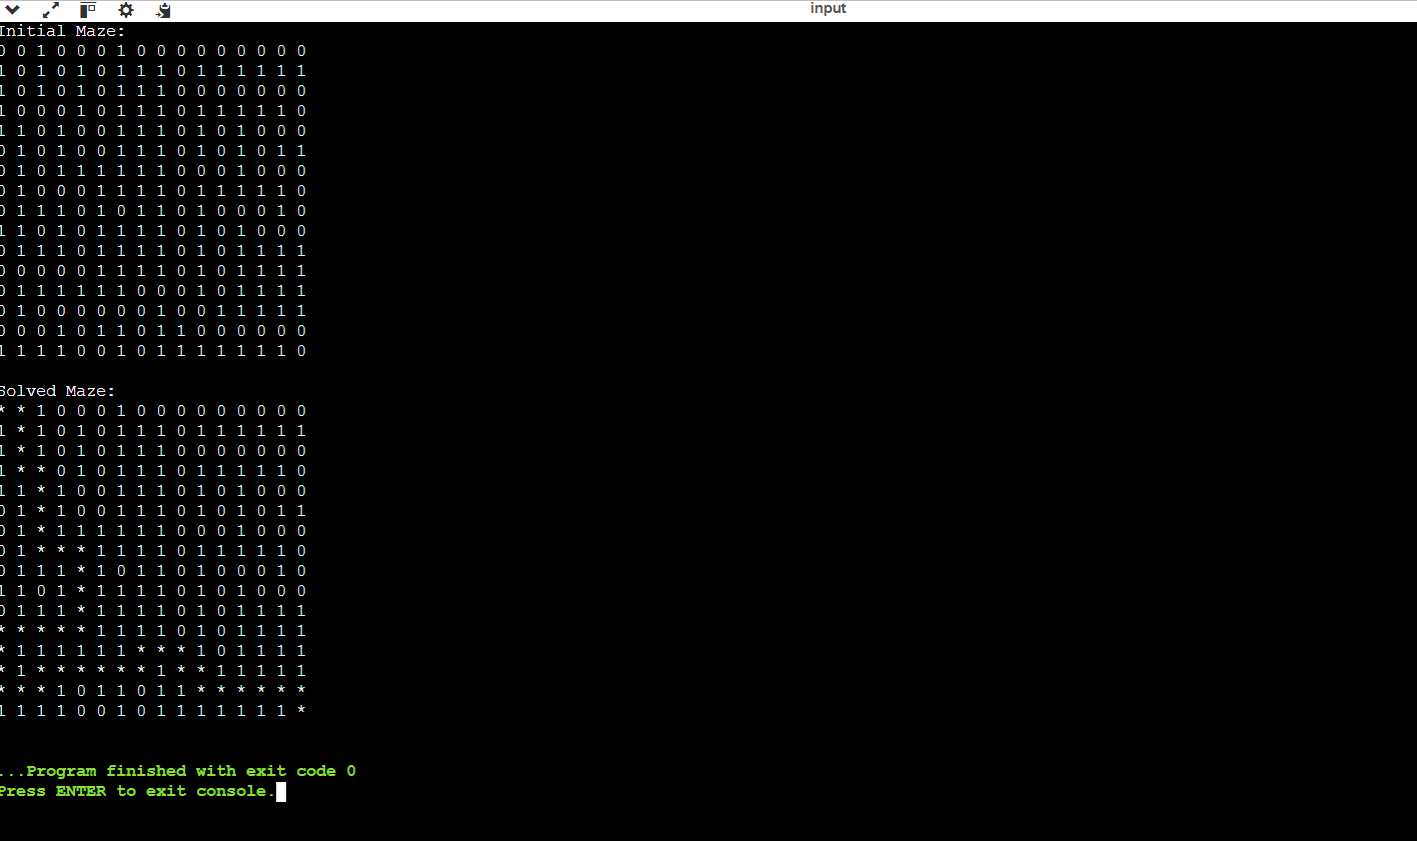 input
Initial Maze:
0 0 1 0 0 0 1 0 0 0 0 0 0 0 0 0
1 0 1 0 1 0 1 1 1 0 1 1 1 1 1 1
1 0 1 0 1 0 1 1 1 0 0 0 0 0 0 0
1 0 0 0 1 0 1 1 1 0 1 1 1 1 1 0
1 1 0 1 0 0 1 1 1 0 1 0 1 0 0 0
0 1 0 1 0 0 1 1 1 0 1 0 1 0 1 1
0 1 0 1 1 1 1 1 1 0 0 0 1 0 0 0
0 1 0 0 0 1 1 1 1 0 1 1 1 1 1 0
0 1 1 1 0 1 0 1 1 0 1 0 0 0 1 0
1 1 0 1 0 1 1 1 1 0 1 0 1 0 0 0
0 1 1 1 0 1 1 1 1 0 1 0 1 1 1 1
0 0 0 0 0 1 1 1 1 0 1 0 1 1 1 1
0 1 1 1 1 1 1 0 0 0 1 0 1 1 1 1
0 1 0 0 0 0 0 0 1 0 0 1 1 1 1 1
0 0 0 1 0 1 1 0 1 1 0 0 0 0 0 0
1 1 1 1 0 0 1 0 1 1 1 1 1 1 1 0
Solved Maze:
* * 1 0 0 0 1 0 0 0 0 0 0 0 0 0
1 * 1 0 1 0 1 1 1 0 1 1 1 1 1 1
1 * 1 0 1 0 1 1 1 0 0 0 0 0 0 0
1 * * 0 1 0 1 1 1 0 1 1 1 1 1 0
1 1 * 1 0 0 1 1 1 0 1 0 1 0 0 0
0 1 * 1 0 0 1 1 1 0 1 0 1 0 1 1
0 1 * 1 1 1 1 1 1 0 0 0 1 0 0 0
0 1 * * * 1 1 1 1 0 1 1 1 1 1 0
0 1 1 1 * 1 0 1 1 0 1 0 0 0 1 0
1 1 0 1 * 1 1 1 1 0 1 0 1 0 0 0
0 1 1 1 * 1 1 1 1 0 1 0 1 1 1 1
* * * * * 1 1 1 1 0 1 0 1 1 1 1
* 1 1 1 1 1 1 * * * 1 0 1 1 1 1
* 1 * * * * * * 1 * * 1 1 1 1 1
* * * 1 0 1 1 0 1 1 * * * * * *
1 1 1 1 0 0 1 0 1 1 1 1 1 1 1 *
...Program finished with exit code 0
Press ENTER to exit console.